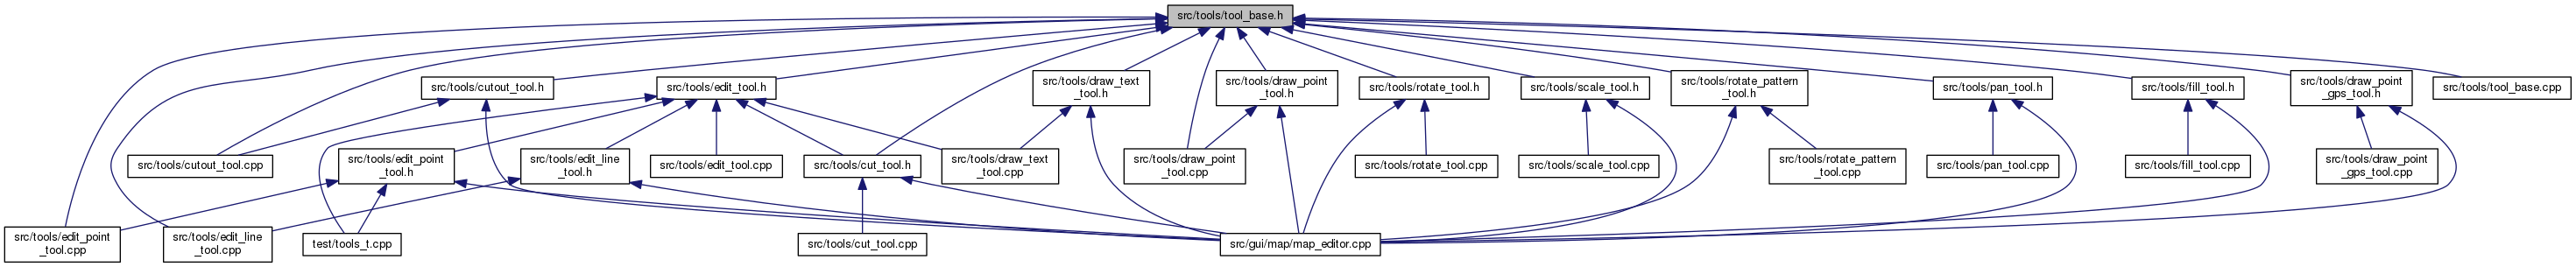 src/tools/tool_base.h
src/tools/cutout_tool.h
src/tools/edit_tool.h
src/tools/draw_text
_tool.h
src/tools/draw_point
_tool.h
src/tools/rotate_tool.h
src/tools/scale_tool.h
src/tools/rotate_pattern
_tool.h
src/tools/pan_tool.h
src/tools/fill_tool.h
src/tools/draw_point
_gps_tool.h
src/tools/tool_base.cpp
src/tools/cutout_tool.cpp
src/tools/edit_point
_tool.h
src/tools/edit_line
_tool.h
src/tools/edit_tool.cpp
src/tools/cut_tool.h
src/tools/draw_text
_tool.cpp
src/tools/draw_point
_tool.cpp
src/tools/rotate_tool.cpp
src/tools/scale_tool.cpp
src/tools/rotate_pattern
_tool.cpp
src/tools/pan_tool.cpp
src/tools/fill_tool.cpp
src/tools/draw_point
_gps_tool.cpp
src/tools/edit_point
_tool.cpp
src/tools/edit_line
_tool.cpp
test/tools_t.cpp
src/tools/cut_tool.cpp
src/gui/map/map_editor.cpp